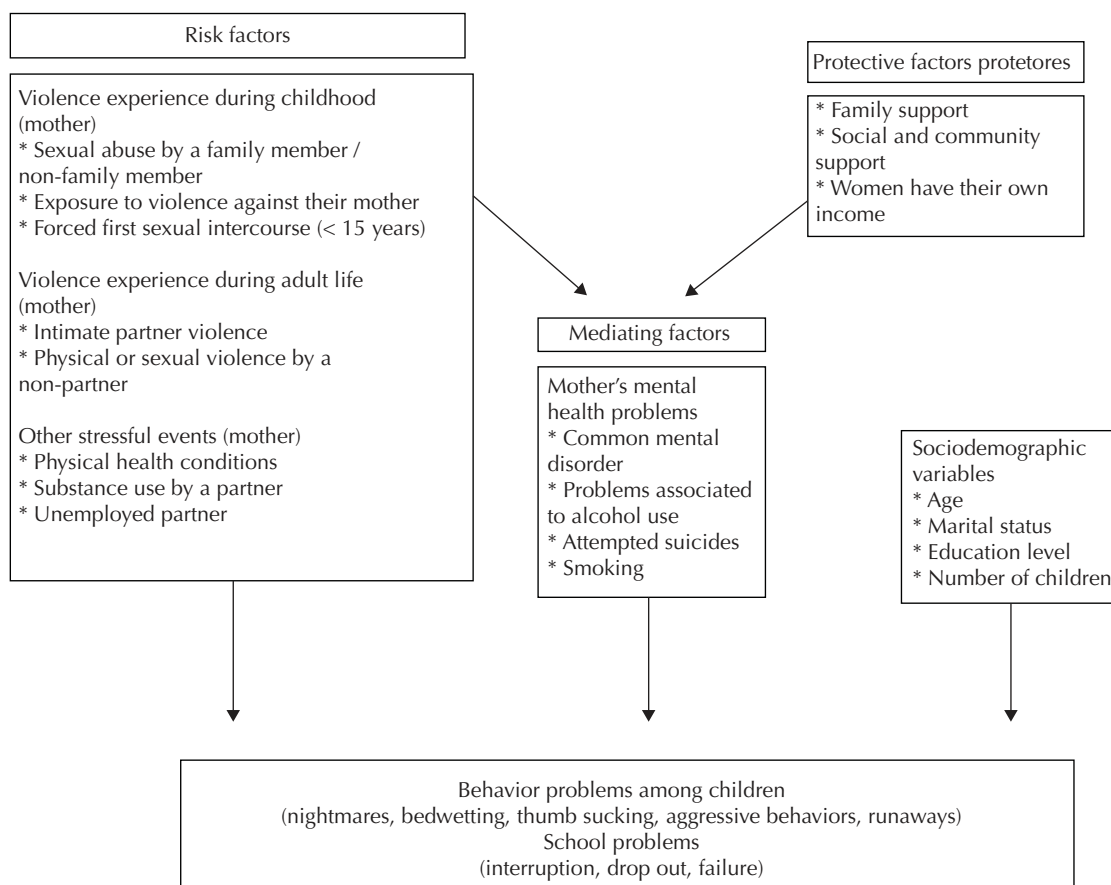 Risk factors
Violence experience during childhood
(mother)
* Sexual abuse by a family member /
non-family member
* Exposure to violence against their mother
* Forced first sexual intercourse (< 15 years)
Violence experience during adult life
(mother)
* Intimate partner violence
* Physical or sexual violence by a
non-partner
Other stressful events (mother)
* Physical health conditions
* Substance use by a partner
* Unemployed partner
Protective factors protetores
* Family support
* Social and community
support
* Women have their own
income
Mediating factors
Mother's mental
health problems
* Common mental
disorder
* Problems associated
to alcohol use
* Attempted suicides
* Smoking
Sociodemographic
variables
* Age
* Marital status
* Education level
* Number of children
Behavior problems among children
(nightmares, bedwetting, thumb sucking, aggressive behaviors, runaways)
School problems
(interruption, drop out, failure)